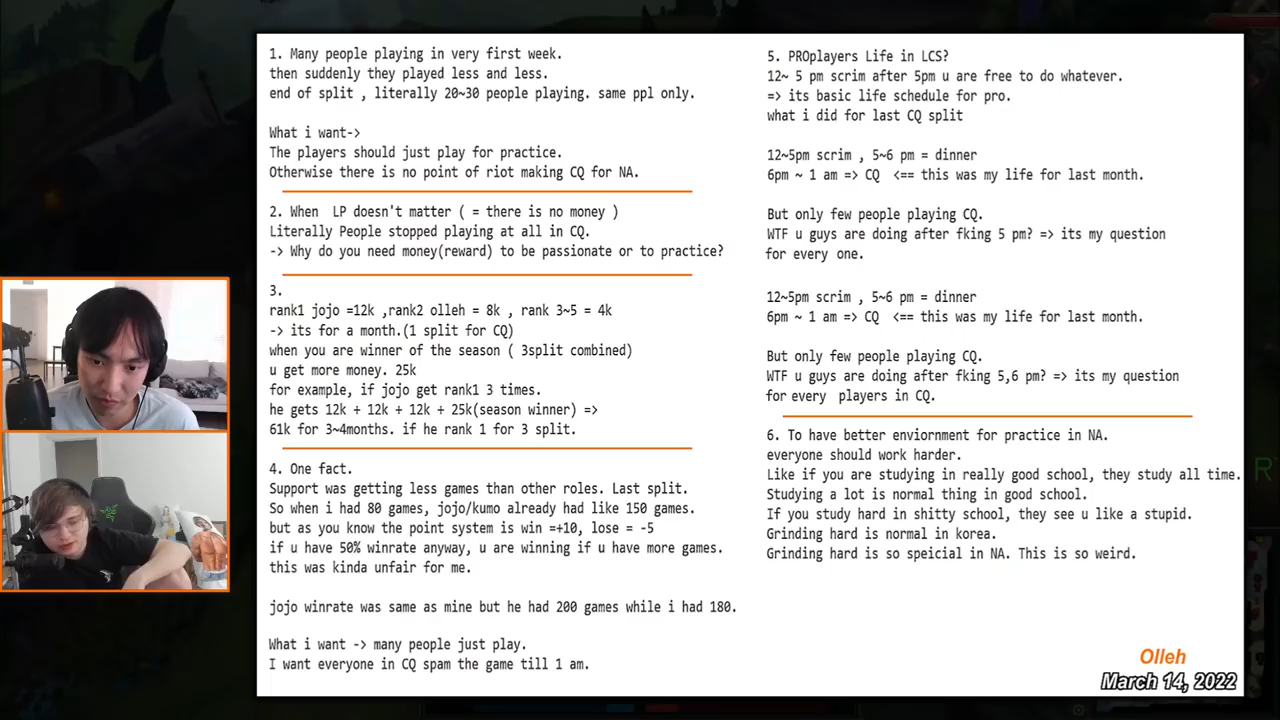 1. Many people playing in very first week.
then suddenly they played less and less.
end of split , literally 20~30 people playing. same ppl only.
What i want->
The players should just play for practice.
Otherwise there is no point of riot making CQ for NA.
2. When  LP doesn't matter ( = there is no money )
Literally People stopped playing at all in CQ.
-> Why do you need money(reward) to be passionate or to practice?
3.
rank1 jojo =12k ,rank2 olleh = 8k , rank 3~5 = 4k
-> its for a month.(1 split for CQ)
when you are winner of the season ( 3split combined)
u get more money. 25k
for example, if jojo get rank1 3 times.
he gets 12k + 12k + 12k + 25k(season winner) =>
61k for 3~4months. if he rank 1 for 3 split.
4. One fact.
Support was getting less games than other roles. Last split.
So when i had 80 games, jojo/kumo already had like 150 games.
but as you know the point system is win =+10, lose = -5
if u have 50% winrate anyway, u are winning if u have more games.
this was kinda unfair for me.
jojo winrate was same as mine but he had 200 games while i had 180.
What i want -> many people just play.
I want everyone in CQ spam the game till 1 am.
5. PROplayers Life in LCS?
12~ 5 pm scrim after 5pm u are free to do whatever.
=> its basic life schedule for pro.
what i did for last CQ split
12~5pm scrim , 5~6 pm = dinner
6pm ~ 1 am => CQ  <== this was my life for last month.
But only few people playing CQ.
WTF u guys are doing after fking 5 pm? => its my question
for every one.
12~5pm scrim , 5~6 pm = dinner
6pm ~ 1 am => CQ  <== this was my life for last month.
But only few people playing CQ.
WTF u guys are doing after fking 5,6 pm? => its my question
for every  players in CQ.
6. To have better enviornment for practice in NA.
everyone should work harder.
Like if you are studying in really good school, they study all time.
Studying a lot is normal thing in good school.
If you study hard in shitty school, they see u like a stupid.
Grinding hard is normal in korea.
Grinding hard is so speicial in NA. This is so weird.
Olleh
March 14, 2022